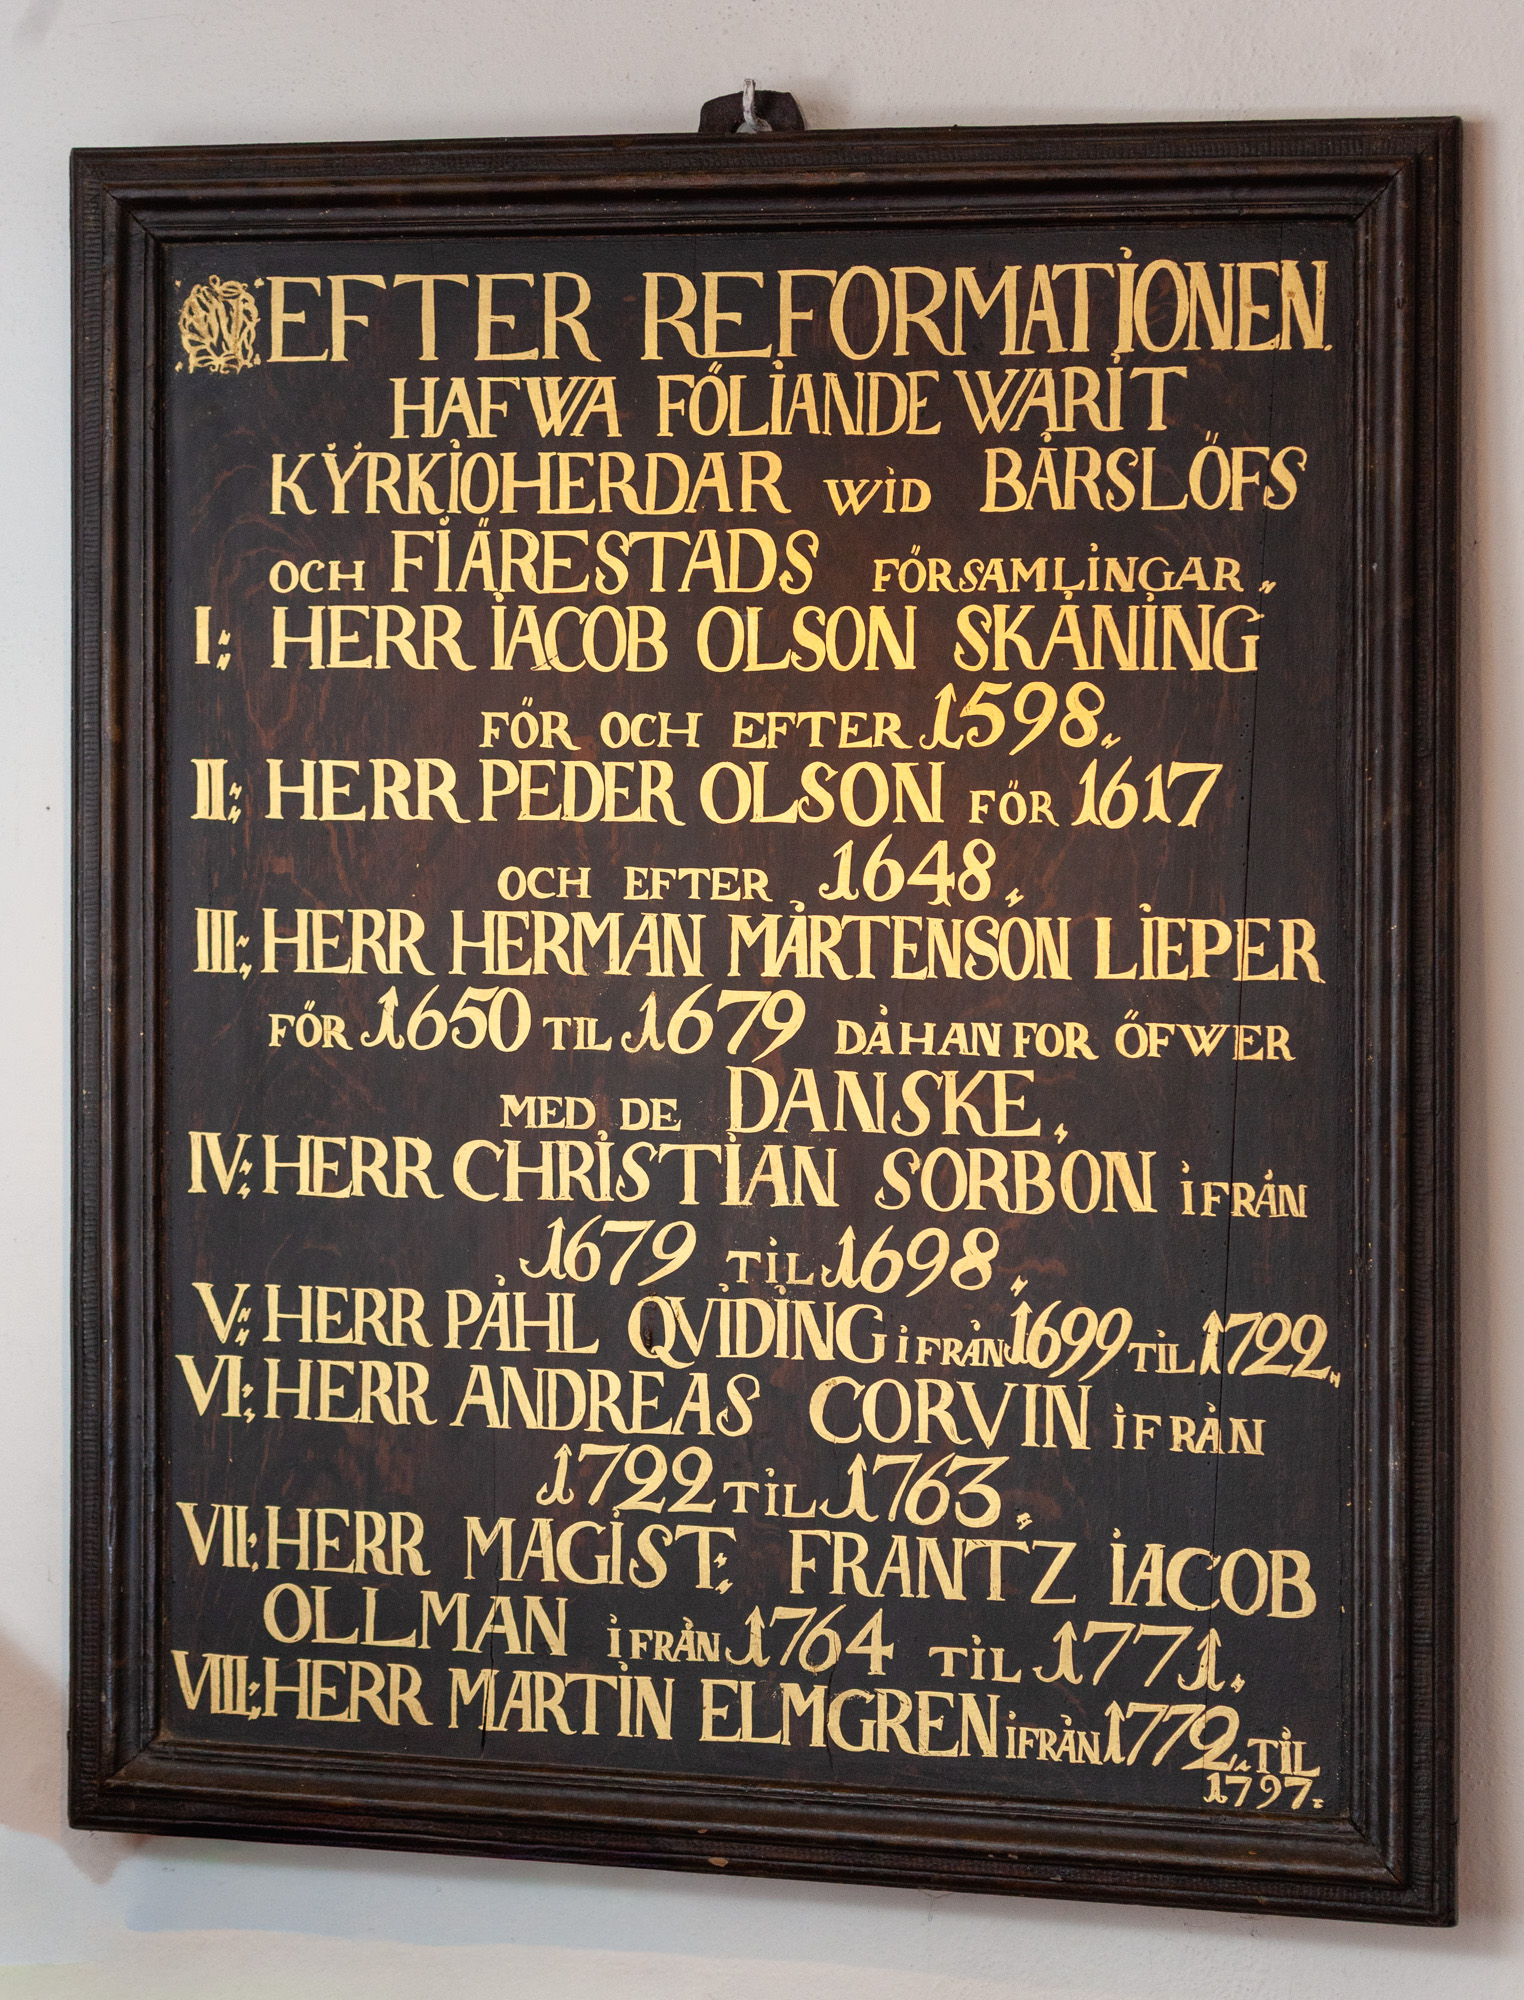 EFTER REFORMATIONEN.
HAFWA FÖLIANDE WARIT
KYRKIOHERDAR WID BÅRSLÖFS
OCH FIÄRESTADS FÖRSAMLINGAR,,
I: HERR IACOB OLSON SKÅNING
FÖR OCH EFTER 1598,,
II: HERR PEDER OLSON FÖR 1617
OCH EFTER 1648,
III: HERR HERMAN MÅRTENSON LIEPER
FÖR 1650 TIL 1679 DÅ HAN FOR ÖFWER
MED DE DANSKE,
IV: HERR CHRISTIAN SORBON IFRÅN
1679 TIL 1698,
V: HERR PÅHL QVIDING IFRÅN 1699 TIL 1722,,
VI: HERR ANDREAS CORVIN IFRÅN
1722 TIL 1763,
VII: HERR MAGIST: FRANTZ IACOB
OLLMAN IFRÅN 1764 TIL 1771,
VIII: HERR MARTIN ELMGREN IFRÅN 1772,, TIL
1797.